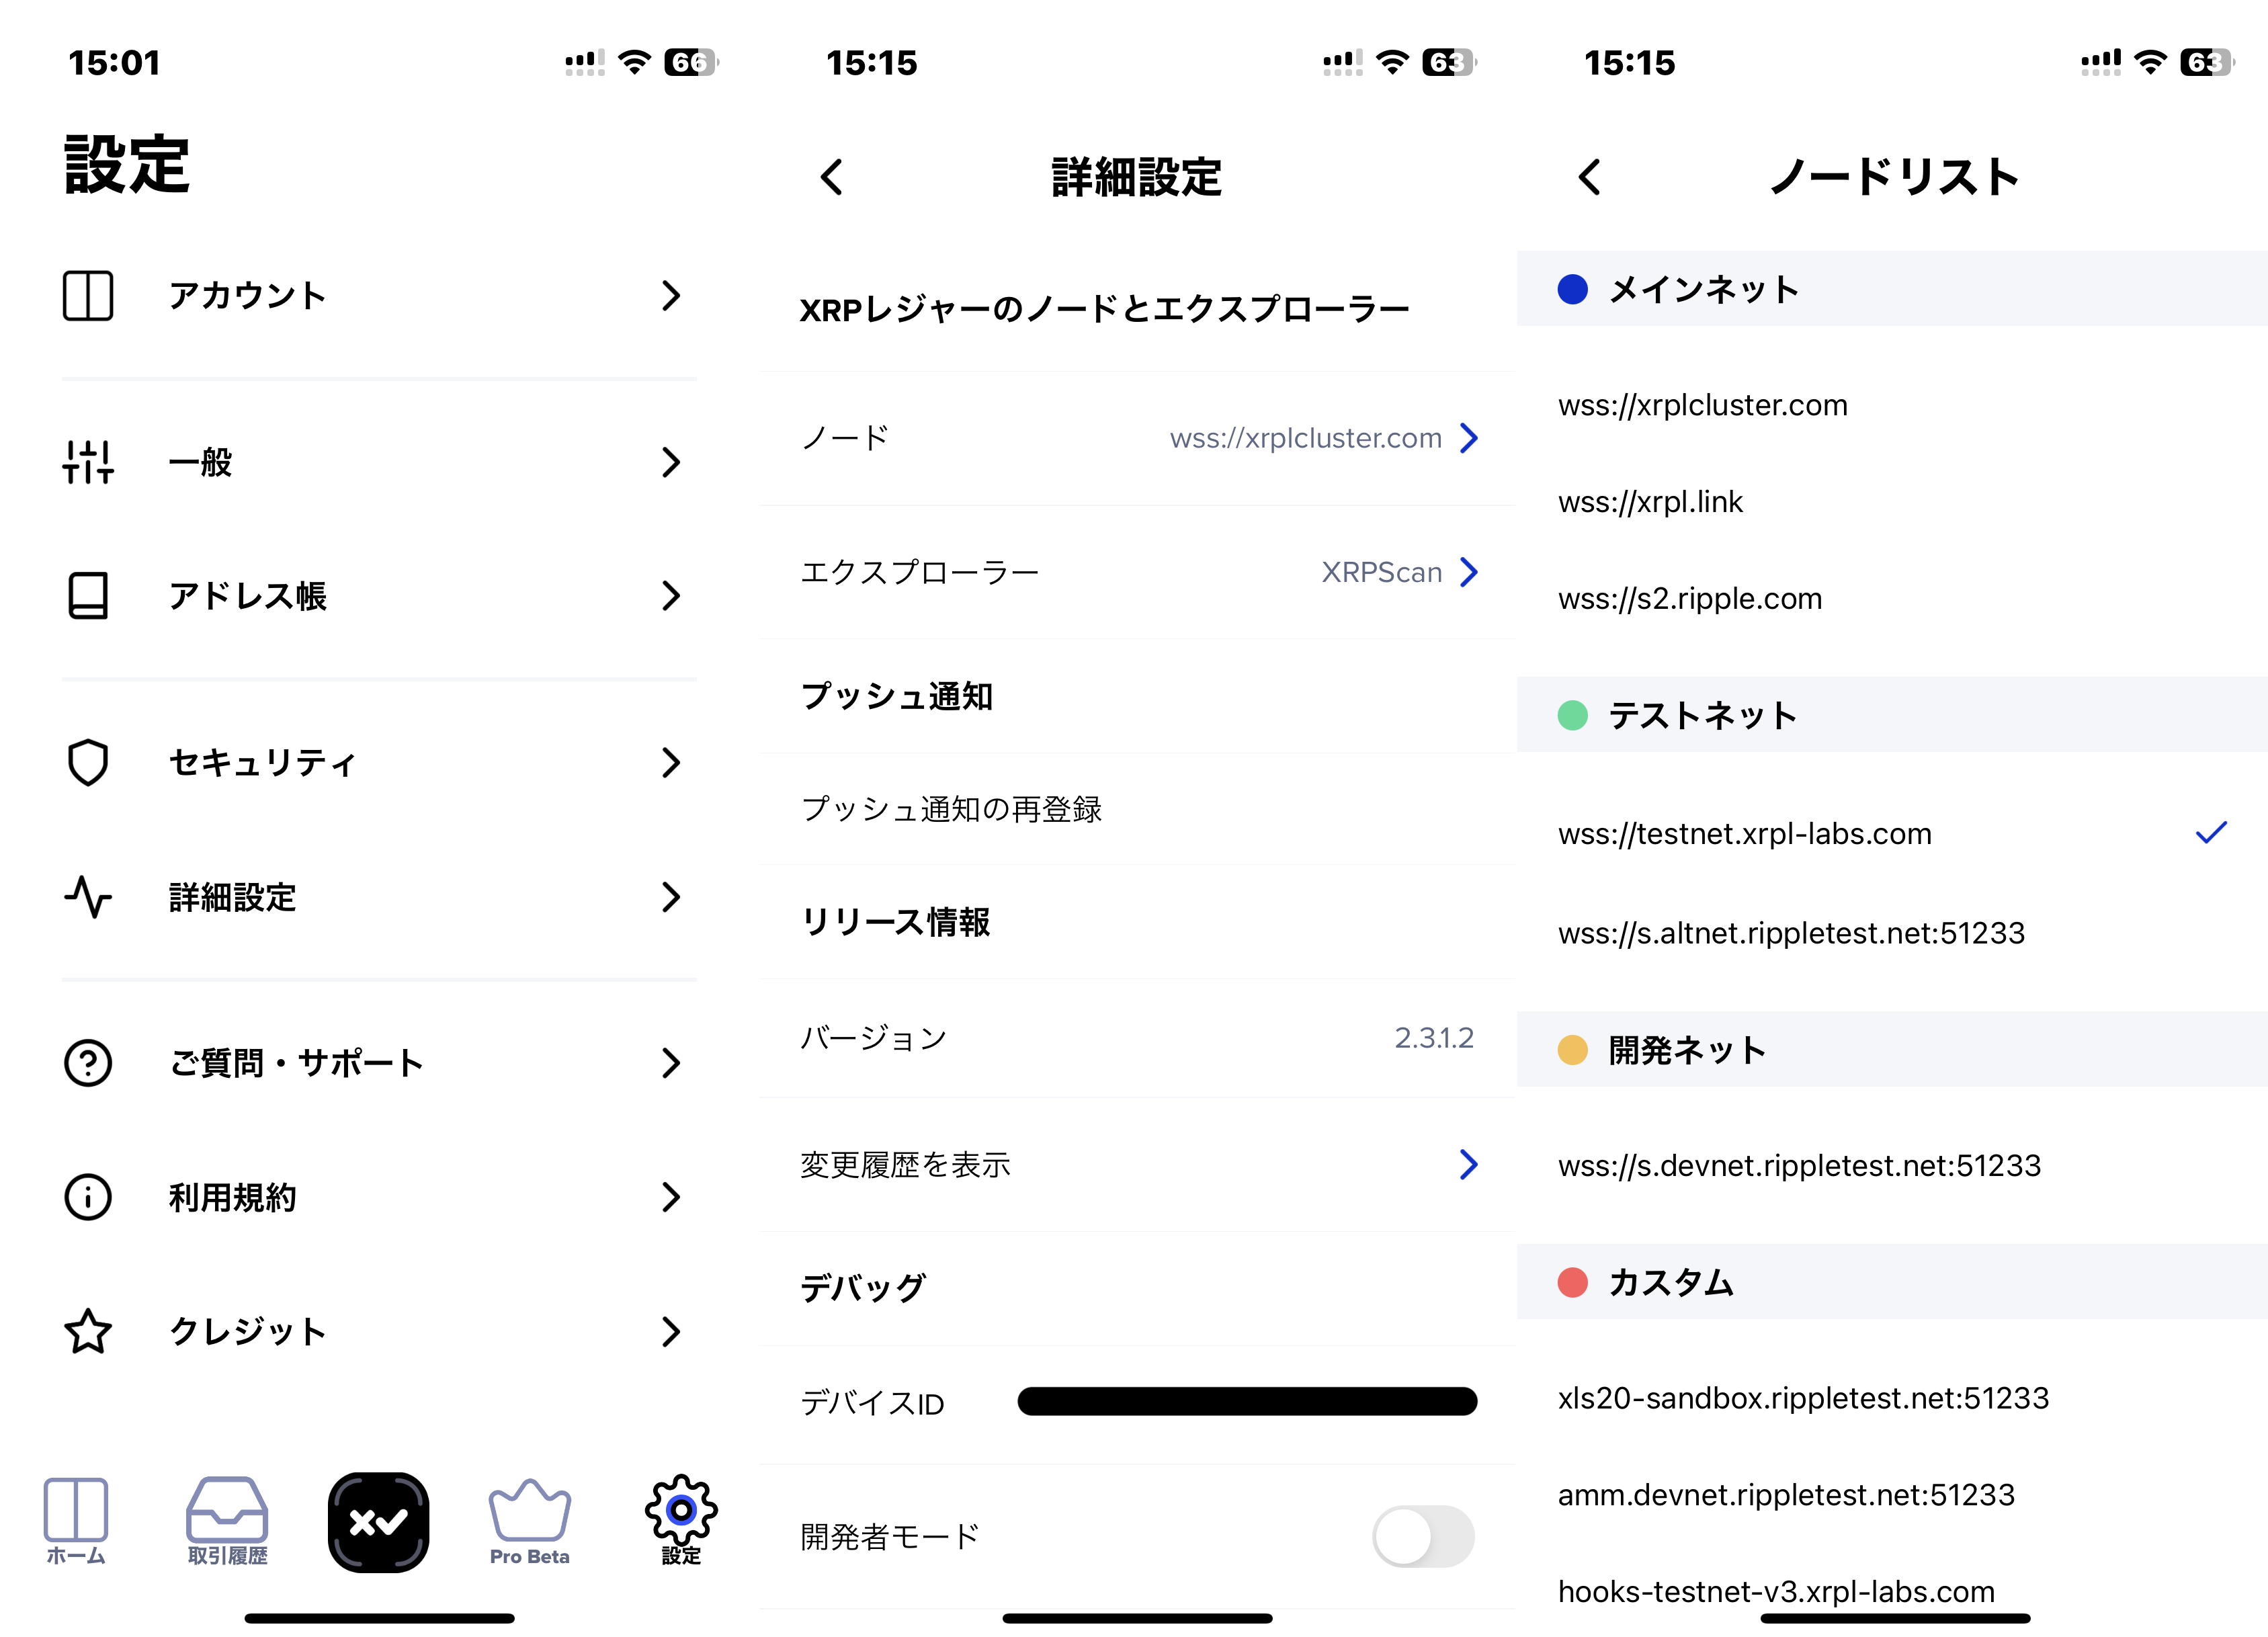 15:01
66
設定
アカウント
一般
アドレス帳
セキュリティ
詳細設定
ご質問・サポート
利用規約
クレジット
ホーム
取引履歴
Pro Beta
設定
15:15
63
詳細設定
XRPレジャーのノードとエクスプローラー
ノード wss://xrplcluster.com
エクスプローラー XRPScan
プッシュ通知
プッシュ通知の再登録
リリース情報
バージョン 2.3.1.2
変更履歴を表示
デバッグ
デバイスID
開発者モード
15:15
63
ノードリスト
メインネット
wss://xrplcluster.com
wss://xrpl.link
wss://s2.ripple.com
テストネット
wss://testnet.xrpl-labs.com
wss://s.altnet.rippletest.net:51233
開発ネット
wss://s.devnet.rippletest.net:51233
カスタム
xls20-sandbox.rippletest.net:51233
amm.devnet.rippletest.net:51233
hooks-testnet-v3.xrpl-labs.com